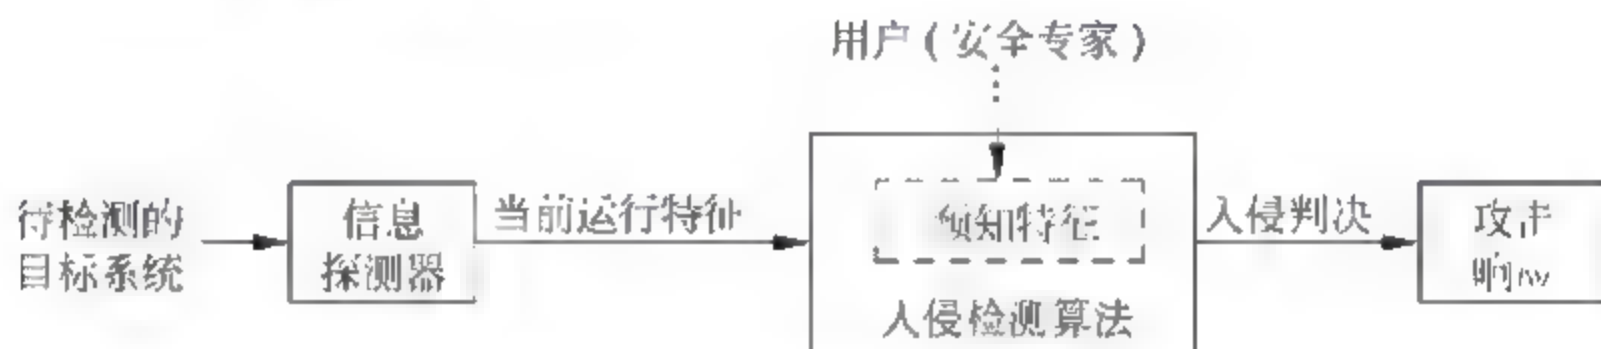 用户(安全专家)
待检测的
目标系统
信息
探测器
当前运行特征
预知特征
入侵检测算法
入侵判决
攻击
响